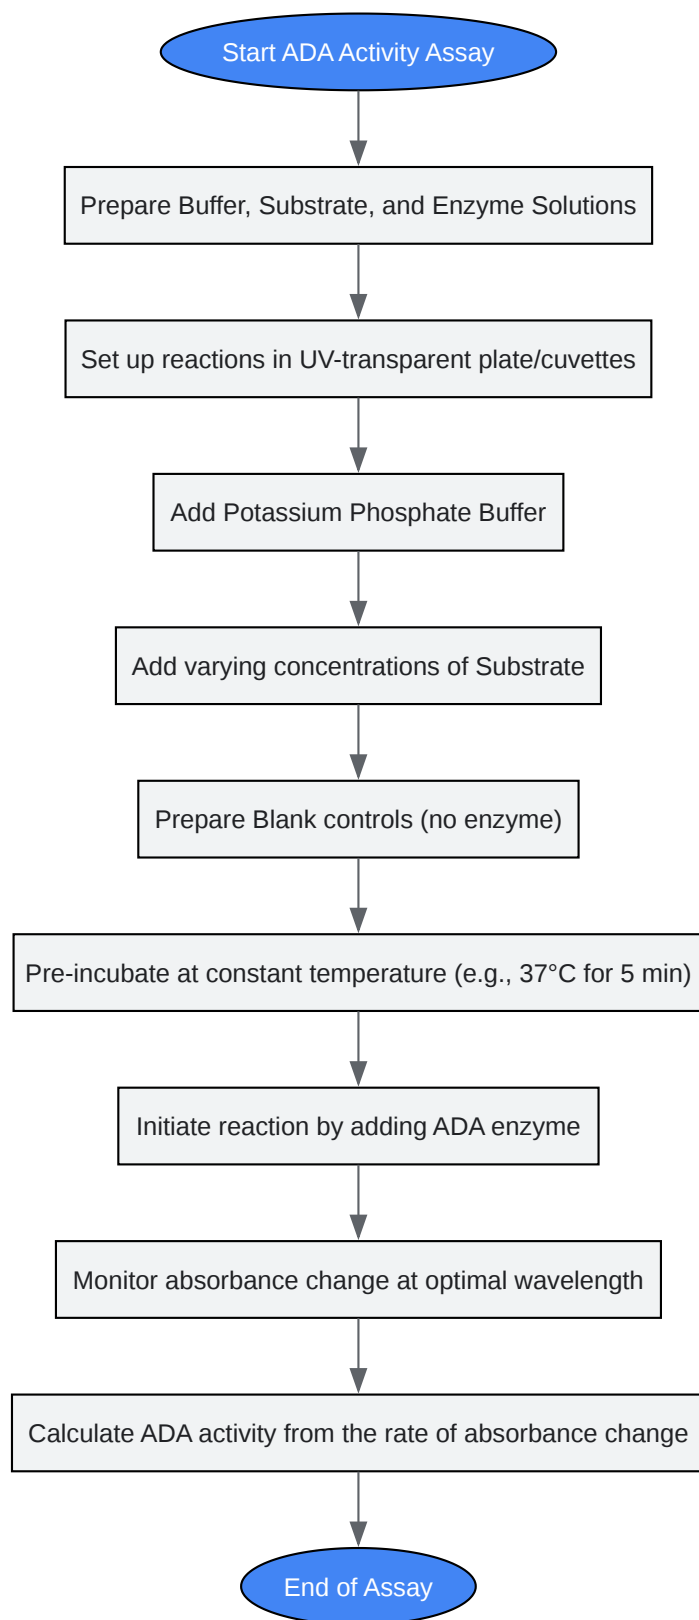 Start ADA Activity Assay
Prepare Buffer, Substrate, and Enzyme Solutions
Set up reactions in UV-transparent plate/cuvettes
Add Potassium Phosphate Buffer
Add varying concentrations of Substrate
Prepare Blank controls (no enzyme)
Pre-incubate at constant temperature (e.g., 37°C for 5 min)
Initiate reaction by adding ADA enzyme
Monitor absorbance change at optimal wavelength
Calculate ADA activity from the rate of absorbance change
End of Assay